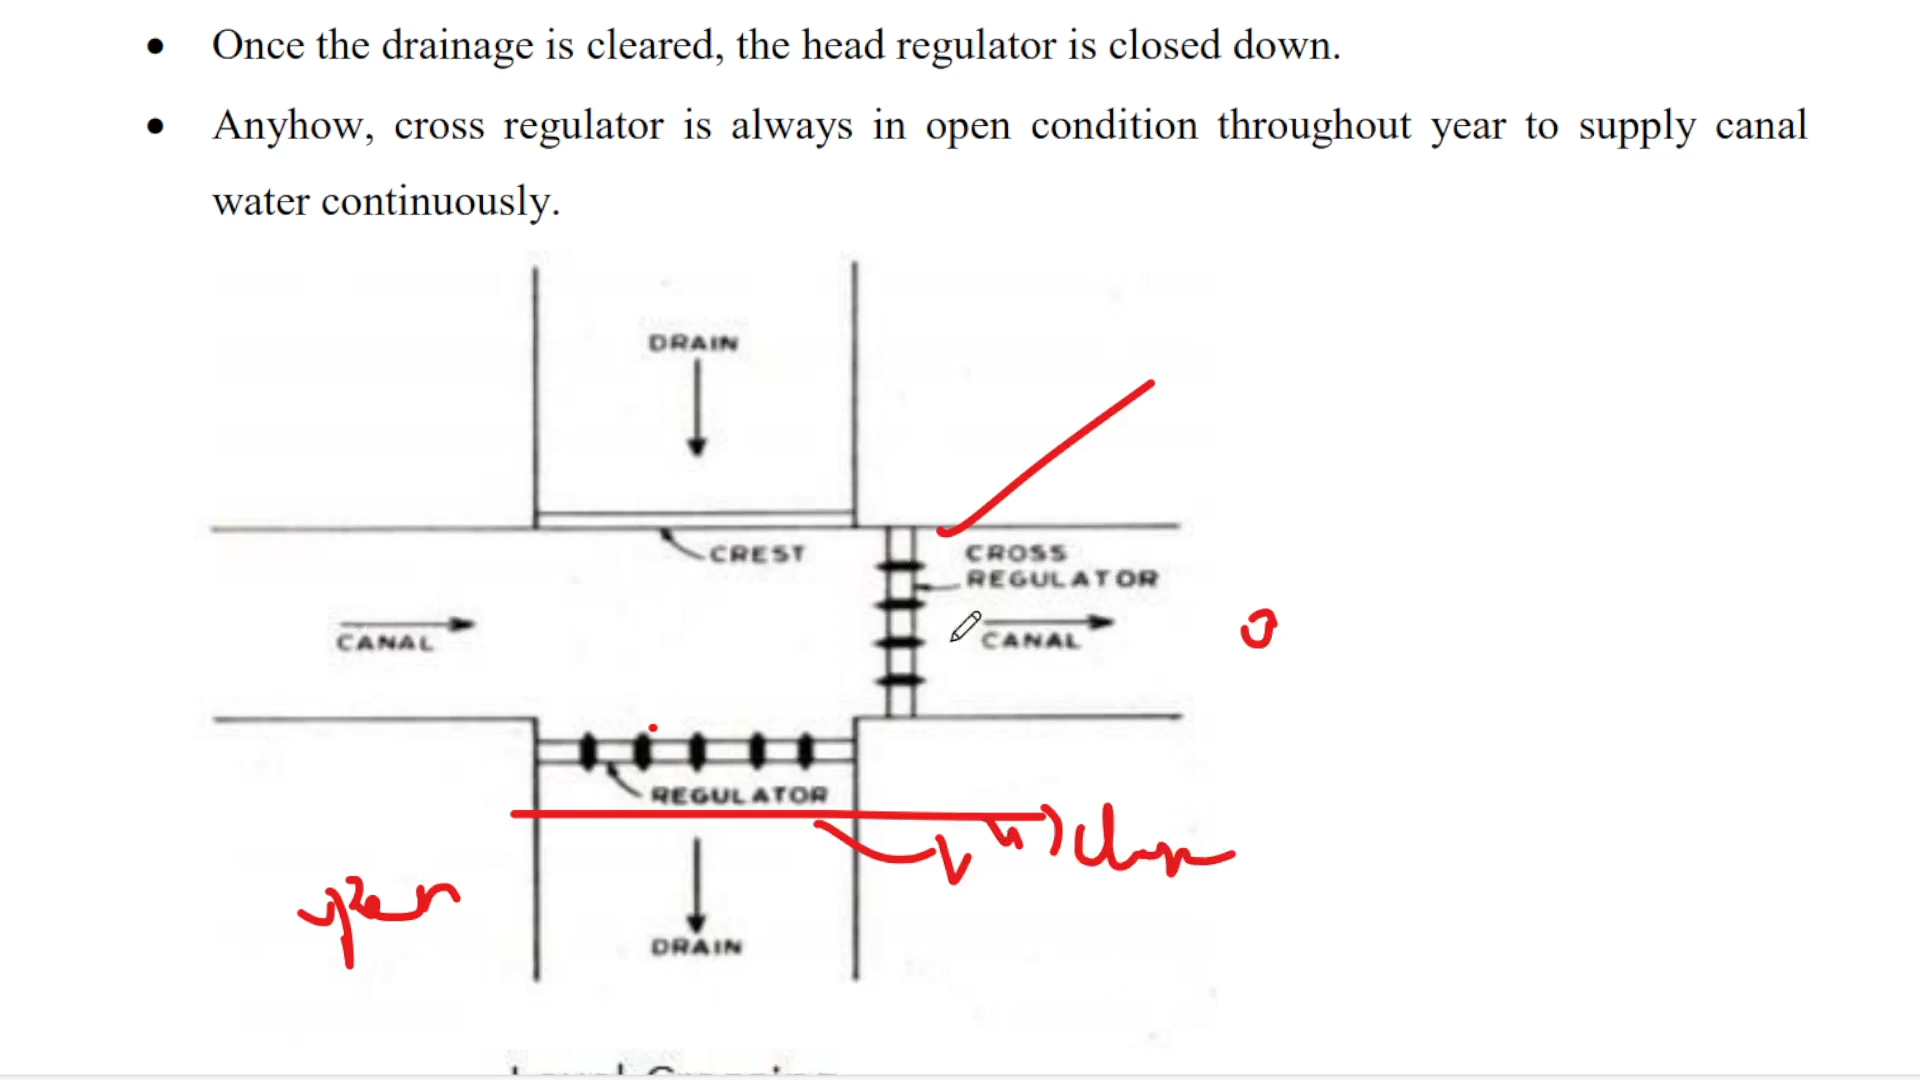 • Once the drainage is cleared, the head regulator is closed down.
• Anyhow, cross regulator is always in open condition throughout year to supply canal
water continuously.
DRAIN
CREST
CROSS
REGULATOR
CANAL
CANAL
REGULATOR
open
DRAIN